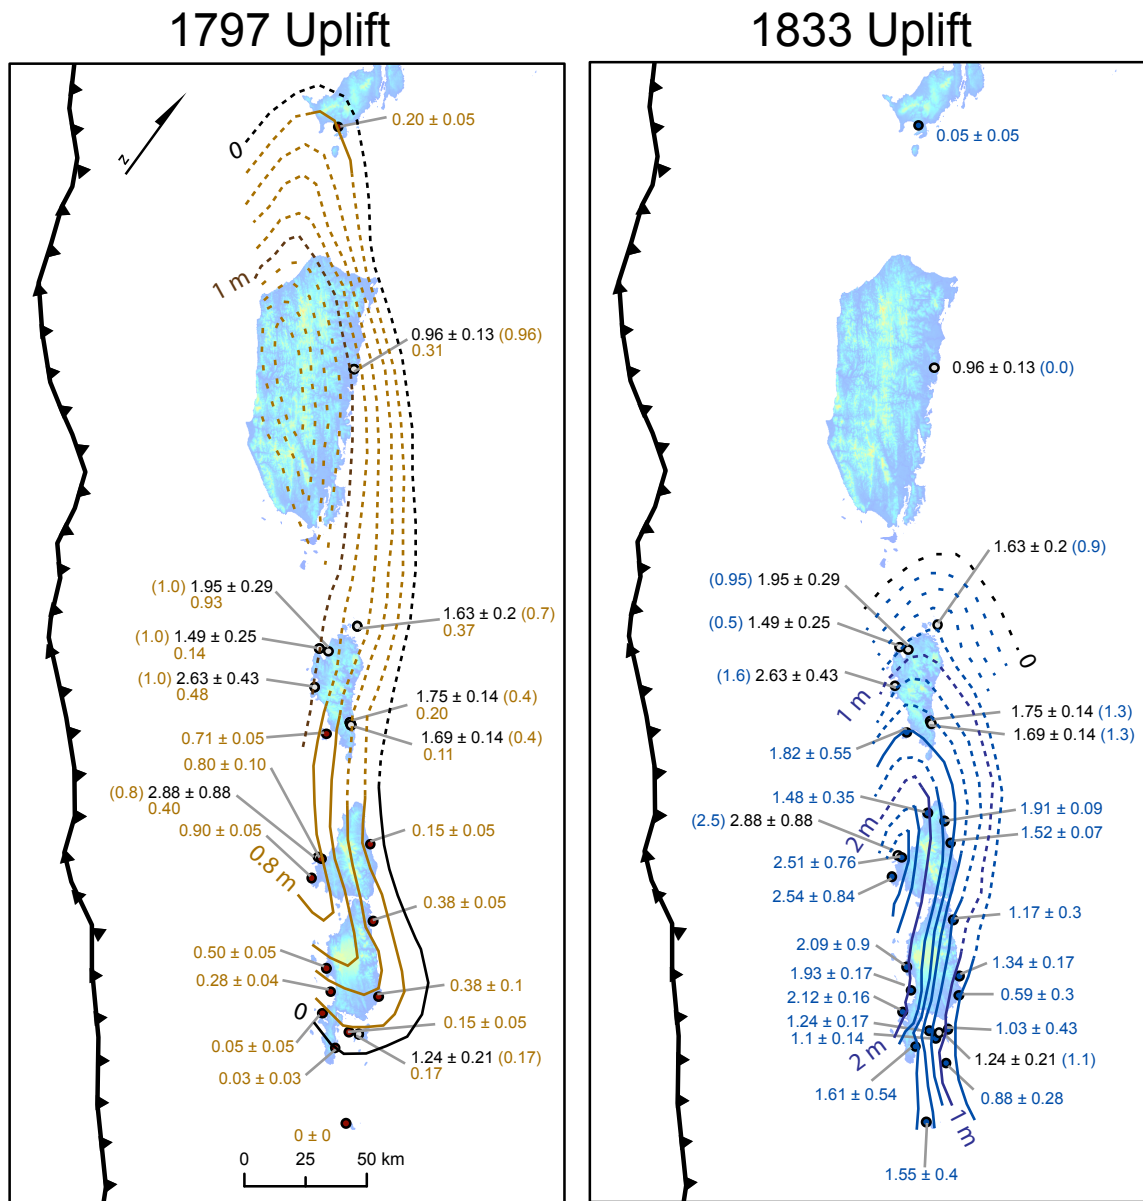 1797 Uplift
1833 Uplift
z
0
0.20 ± 0.05
1 m
0.96 ± 0.13 (0.96)
0.31
(1.0) 1.95 ± 0.29
0.93
(1.0) 1.49 ± 0.25
0.14
1.63 ± 0.2 (0.7)
0.37
(1.0) 2.63 ± 0.43
0.48
1.75 ± 0.14 (0.4)
0.20
0.71 ± 0.05
1.69 ± 0.14 (0.4)
0.11
0.80 ± 0.10
(0.8) 2.88 ± 0.88
0.40
0.90 ± 0.05
0.15 ± 0.05
0.8 m
0.38 ± 0.05
0.50 ± 0.05
0.28 ± 0.04
0.38 ± 0.1
0
0.15 ± 0.05
0.05 ± 0.05
1.24 ± 0.21 (0.17)
0.17
0.03 ± 0.03
0 ± 0
0 25 50 km
0.05 ± 0.05
0.96 ± 0.13 (0.0)
1.63 ± 0.2 (0.9)
(0.95) 1.95 ± 0.29
(0.5) 1.49 ± 0.25
0
(1.6) 2.63 ± 0.43
1 m
1.75 ± 0.14 (1.3)
1.69 ± 0.14 (1.3)
1.82 ± 0.55
1.48 ± 0.35
1.91 ± 0.09
(2.5) 2.88 ± 0.88
2 m
1.52 ± 0.07
2.51 ± 0.76
2.54 ± 0.84
1.17 ± 0.3
2.09 ± 0.9
1.34 ± 0.17
1.93 ± 0.17
0.59 ± 0.3
2.12 ± 0.16
1.24 ± 0.17
1.03 ± 0.43
1.1 ± 0.14
2 m
1.24 ± 0.21 (1.1)
1.61 ± 0.54
0.88 ± 0.28
1 m
1.55 ± 0.4